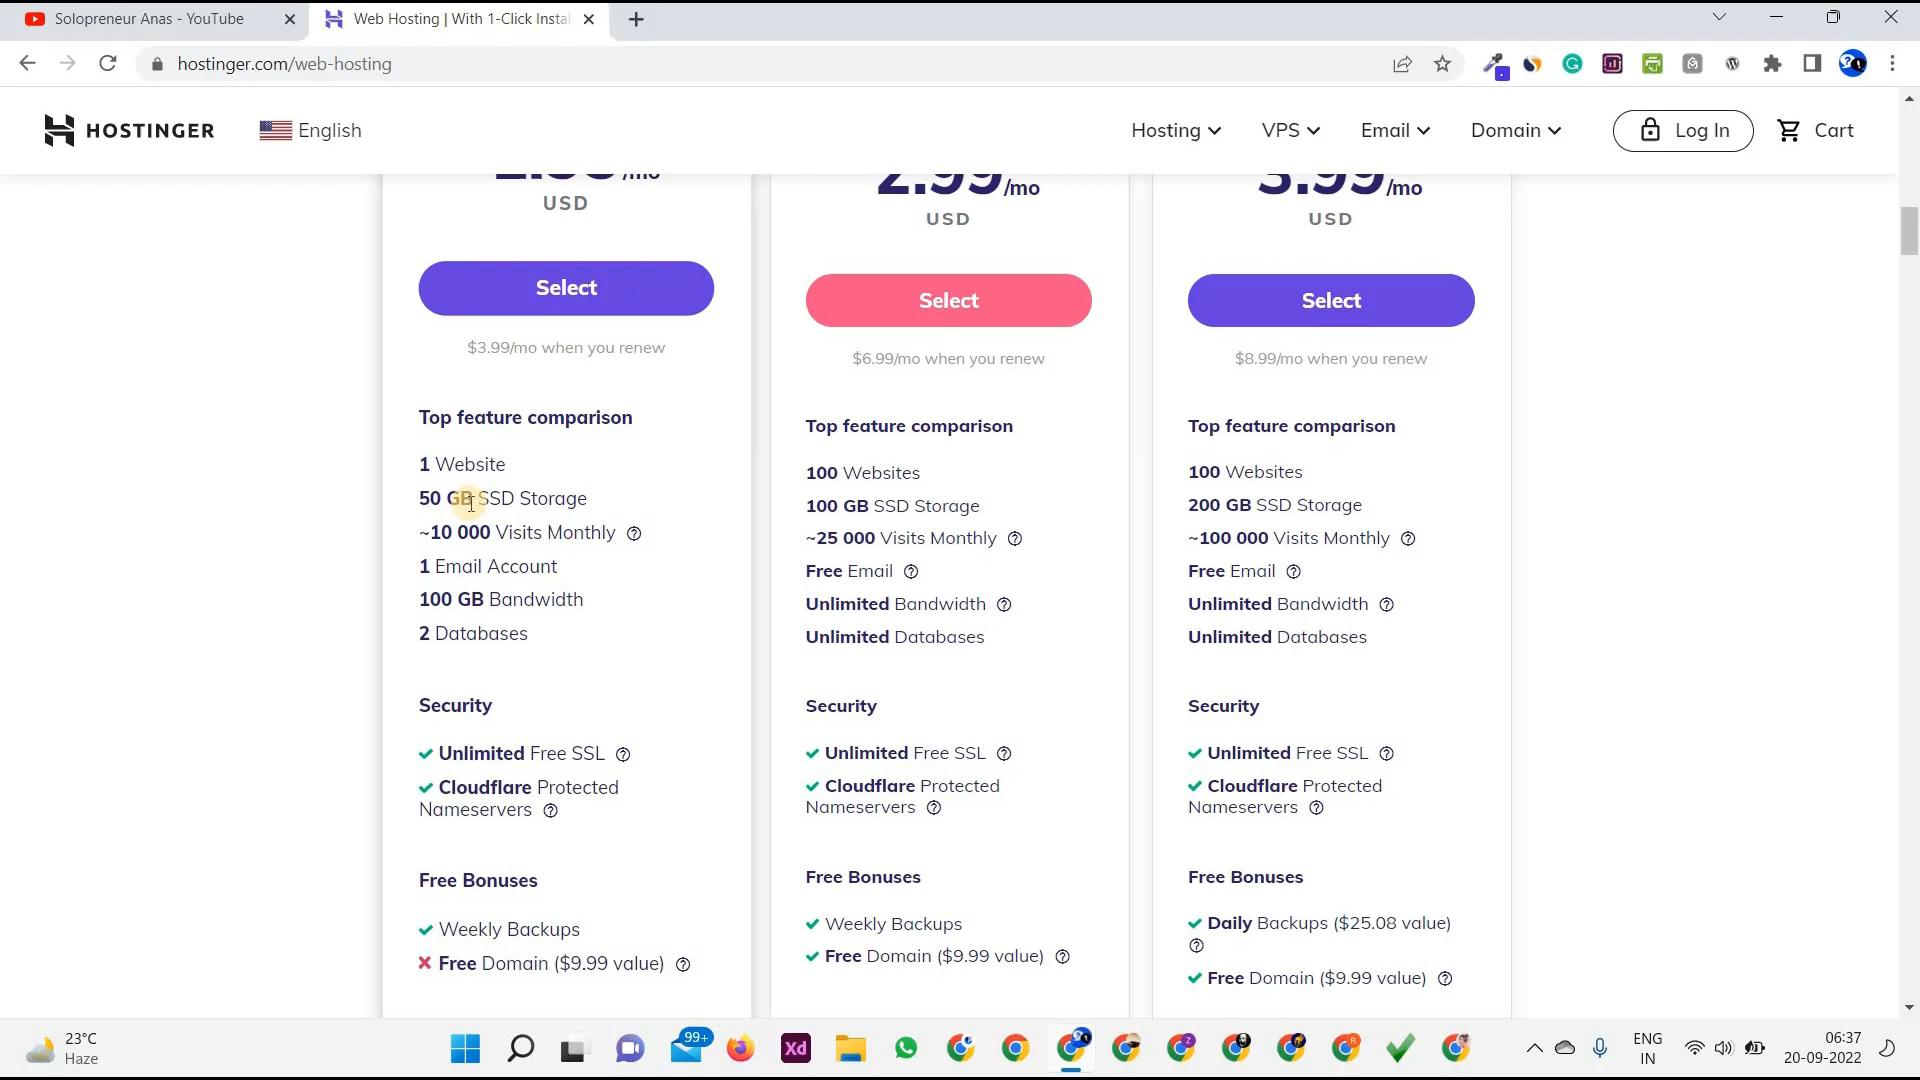 Solopreneur Anas - YouTube
Web Hosting | With 1-Click Insta
hostinger.com/web-hosting
HOSTINGER
English
Hosting
VPS
Email
Domain
Log In
Cart
/mo
USD
Select
$3.99/mo when you renew
Top feature comparison
1 Website
50 GB SSD Storage
~10 000 Visits Monthly
1 Email Account
100 GB Bandwidth
2 Databases
Security
Unlimited Free SSL
Cloudflare Protected
Nameservers
Free Bonuses
Weekly Backups
Free Domain ($9.99 value)
2.99/mo
USD
Select
$6.99/mo when you renew
Top feature comparison
100 Websites
100 GB SSD Storage
~25 000 Visits Monthly
Free Email
Unlimited Bandwidth
Unlimited Databases
Security
Unlimited Free SSL
Cloudflare Protected
Nameservers
Free Bonuses
Weekly Backups
Free Domain ($9.99 value)
3.99/mo
USD
Select
$8.99/mo when you renew
Top feature comparison
100 Websites
200 GB SSD Storage
~100 000 Visits Monthly
Free Email
Unlimited Bandwidth
Unlimited Databases
Security
Unlimited Free SSL
Cloudflare Protected
Nameservers
Free Bonuses
Daily Backups ($25.08 value)
Free Domain ($9.99 value)
23°C
Haze
99+
Xd
ENG
IN
06:37
20-09-2022